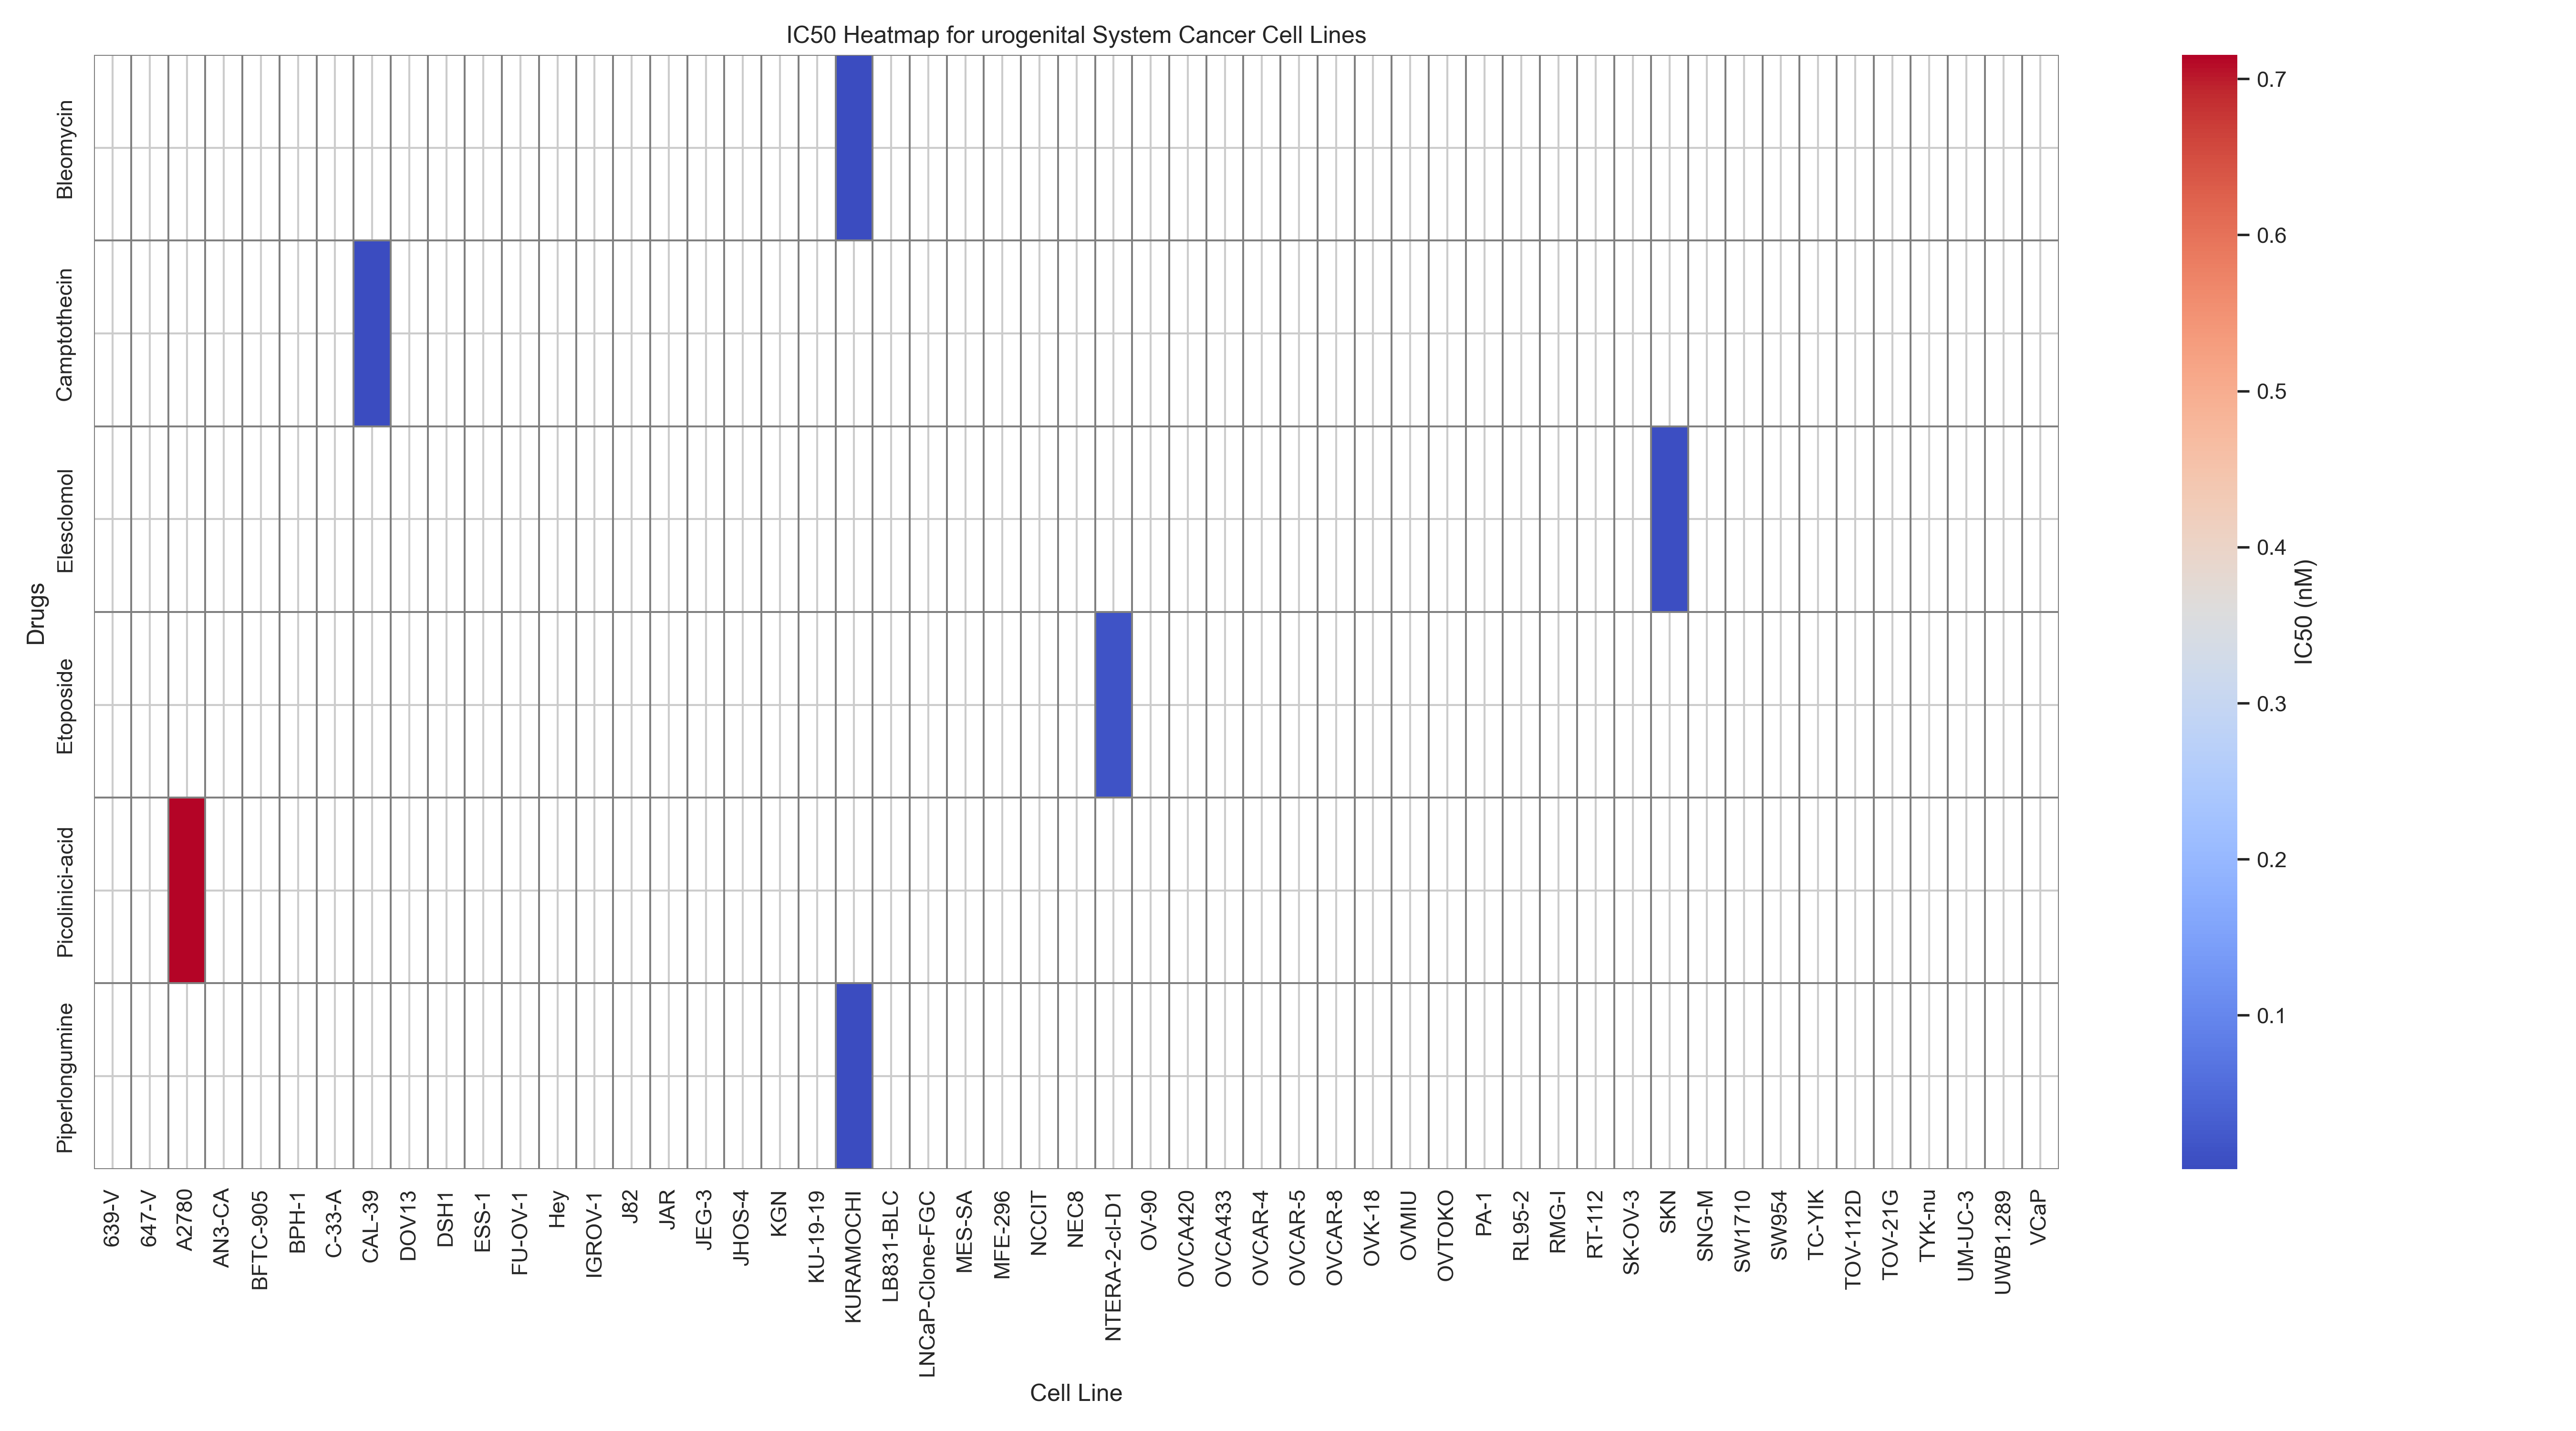 IC50 Heatmap for urogenital System Cancer Cell Lines
Drugs
Bleomycin
Camptothecin
Elesclomol
Etoposide
Picolinici-acid
Piperlongumine
639-V
647-V
A2780
AN3-CA
BFTC-905
BPH-1
C-33-A
CAL-39
DOV13
DSH1
ESS-1
FU-OV-1
Hey
IGROV-1
J82
JAR
JEG-3
JHOS-4
KGN
KU-19-19
KURAMOCHI
LB831-BLC
LNCaP-Clone-FGC
MES-SA
MFE-296
NCCIT
NEC8
NTERA-2-cl-D1
OV-90
OVCA420
OVCA433
OVCAR-4
OVCAR-5
OVCAR-8
OVK-18
OVMIU
OVTOKO
PA-1
RL95-2
RMG-I
RT-112
SK-OV-3
SKN
SNG-M
SW1710
SW954
TC-YIK
TOV-112D
TOV-21G
TYK-nu
UM-UC-3
UWB1.289
VCaP
Cell Line
0.7
0.6
0.5
0.4
0.3
0.2
0.1
IC50 (nM)